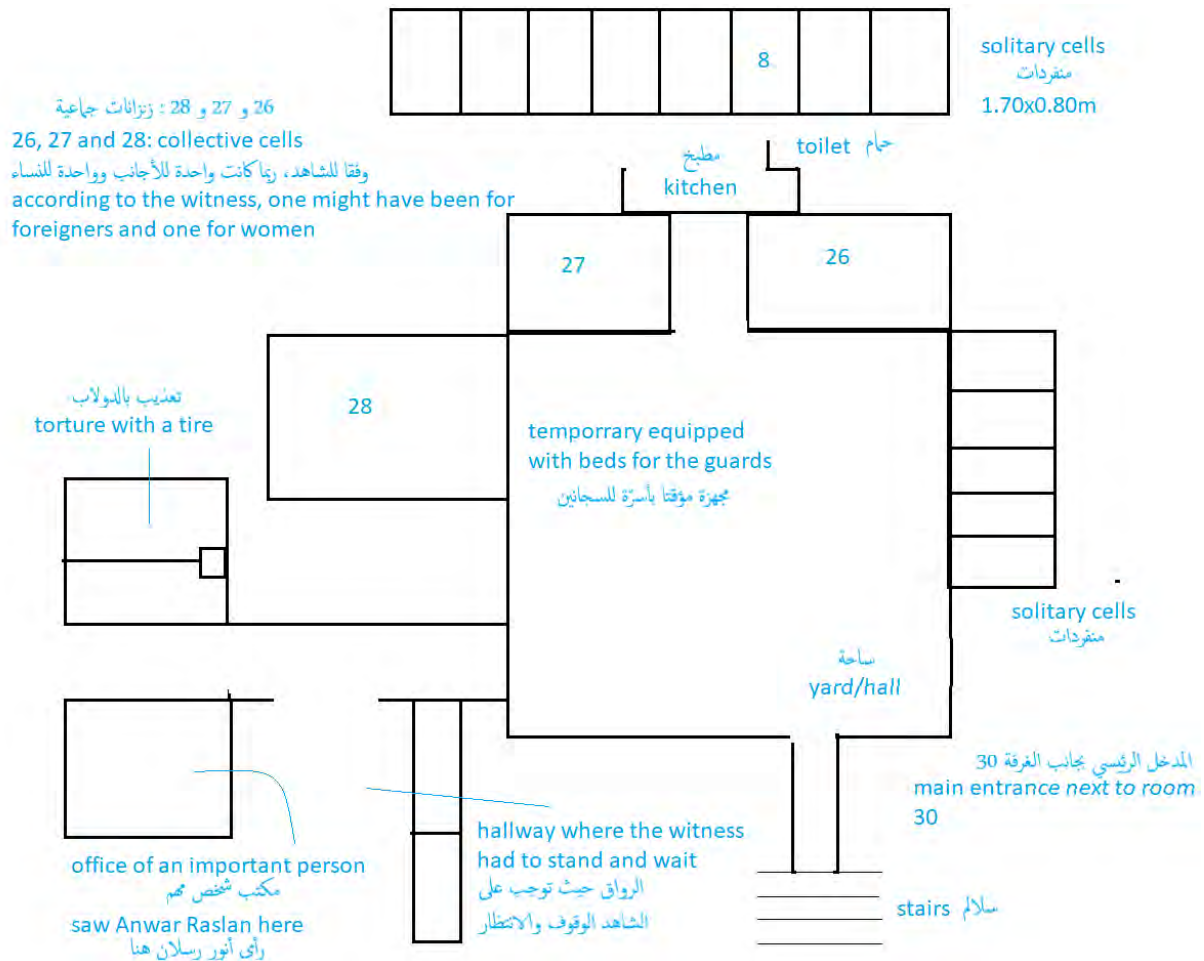 8
solitary cells
منفردات
1.70x0.80m
26 و 27 و 28 : زنزانات جماعية
26, 27 and 28: collective cells
وفقا للشاهد، ربما كانت واحدة للأجانب وواحدة للنساء
according to the witness, one might have been for
foreigners and one for women
toilet حمام
مطبخ
kitchen
27
26
28
تعذيب بالدولاب
torture with a tire
temporrary equipped
with beds for the guards
مجهزة مؤقتا بأسرّة للسجانين
solitary cells
منفردات
ساحة
yard/hall
المدخل الرئيسي بجانب الغرفة 30
main entrance next to room
30
hallway where the witness
had to stand and wait
الرواق حيث توجب على
الشاهد الوقوف والانتظار
office of an important person
مكتب شخص مهم
saw Anwar Raslan here
رأى أنور رسلان هنا
stairs سلالم